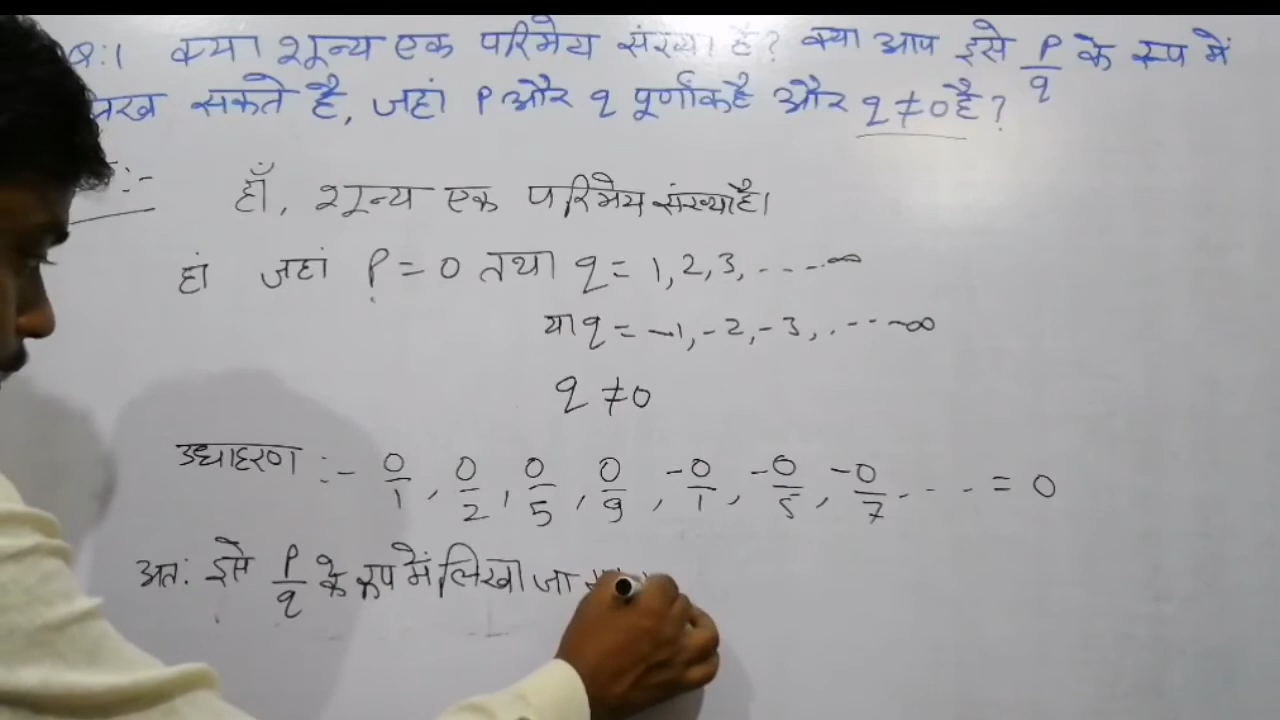 Q:1 क्या शून्य एक परिमेय संख्या है? क्या आप इसे p/q के रूप में
सकते है, जहां p और q पूर्णांक है और q ≠ 0 है?
:-
हाँ, शून्य एक परिमेय संख्या है।
हां जहां p = 0 तथा q = 1, 2, 3, ----∞
या q = -1, -2, -3, .---∞
q ≠ 0
उदाहरण :- 0/1, 0/2, 0/5, 0/9, -0/1, -0/5, -0/7, --- = 0
अतः इसे p/q के रूप में लिखा जा